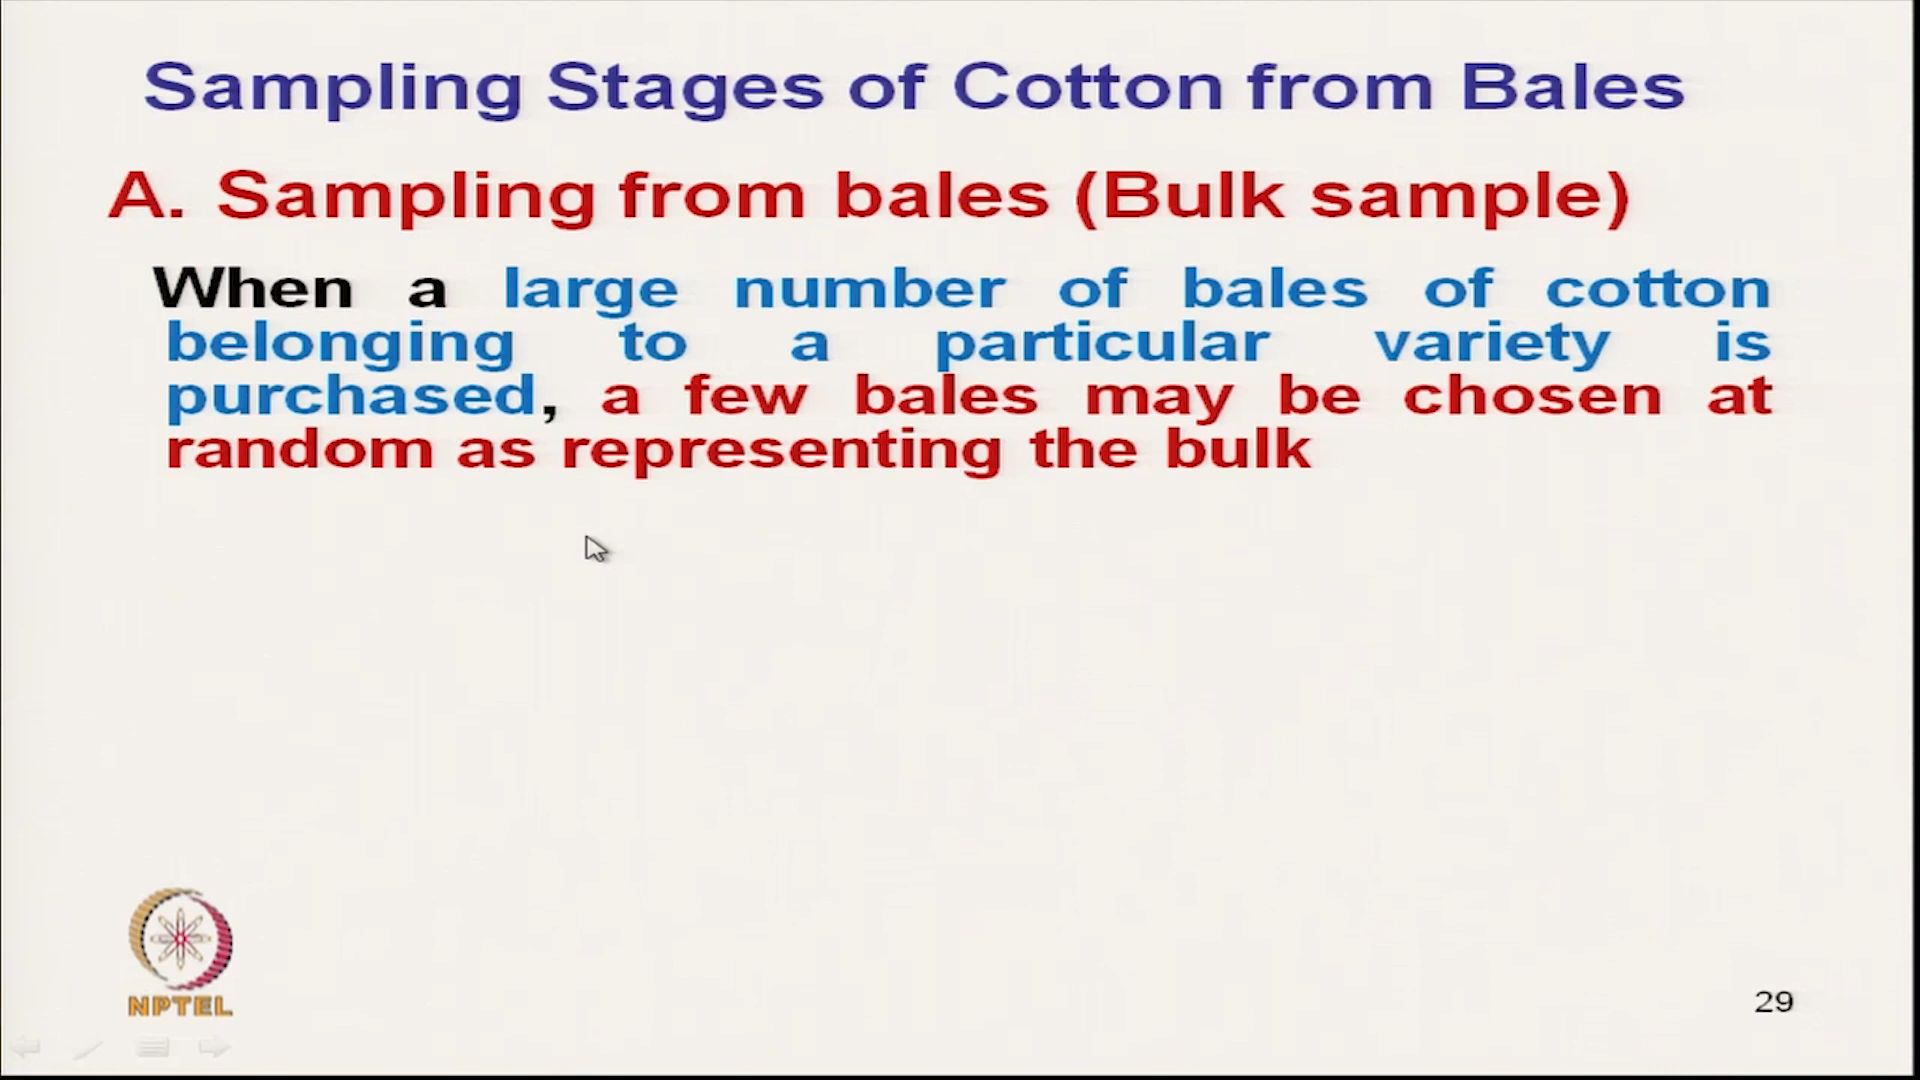 Sampling Stages of Cotton from Bales
A. Sampling from bales (Bulk sample)
When a large number of bales of cotton
belonging to a particular variety is
purchased, a few bales may be chosen at
random as representing the bulk
NPTEL
29